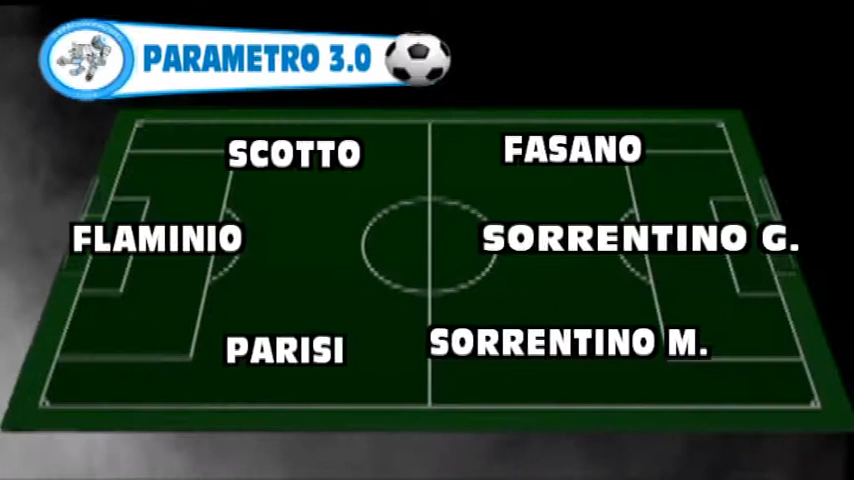 PARAMETRO 3.0
SCOTTO
FASANO
FLAMINIO
SORRENTINO G.
PARISI
SORRENTINO M.